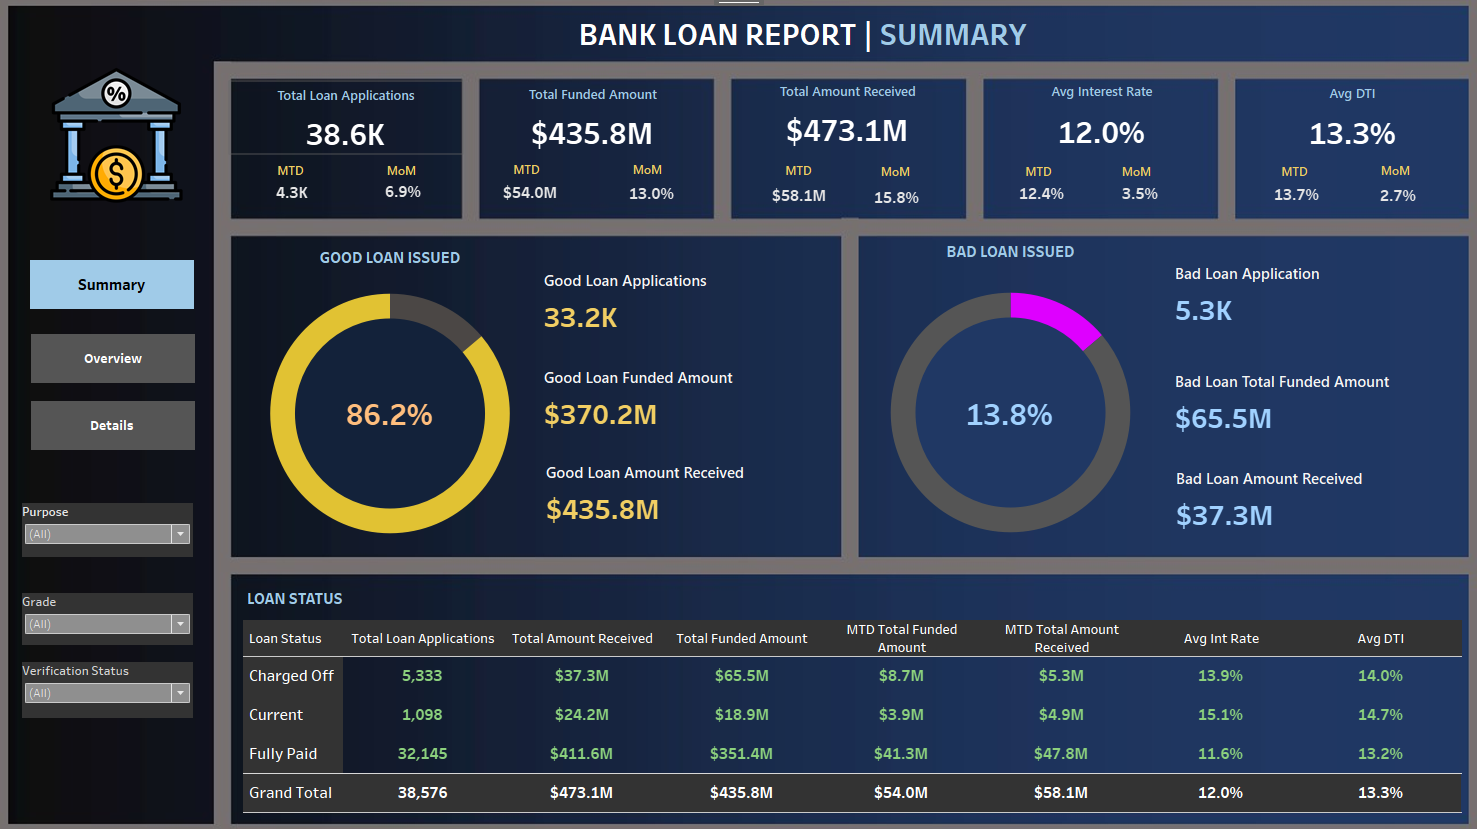 BANK LOAN REPORT | SUMMARY
%
$
Summary
Overview
Details
Purpose
(All)
Grade
(All)
Verification Status
(All)
Total Loan Applications
38.6K
MTD MoM
4.3K 6.9%
Total Funded Amount
$435.8M
MTD MoM
$54.0M 13.0%
Total Amount Received
$473.1M
MTD MoM
$58.1M 15.8%
Avg Interest Rate
12.0%
MTD MoM
12.4% 3.5%
Avg DTI
13.3%
MTD MoM
13.7% 2.7%
GOOD LOAN ISSUED
86.2%
Good Loan Applications
33.2K
Good Loan Funded Amount
$370.2M
Good Loan Amount Received
$435.8M
BAD LOAN ISSUED
13.8%
Bad Loan Application
5.3K
Bad Loan Total Funded Amount
$65.5M
Bad Loan Amount Received
$37.3M
LOAN STATUS
Loan Status Total Loan Applications Total Amount Received Total Funded Amount MTD Total Funded Amount MTD Total Amount Received Avg Int Rate Avg DTI
Charged Off 5,333 $37.3M $65.5M $8.7M $5.3M 13.9% 14.0%
Current 1,098 $24.2M $18.9M $3.9M $4.9M 15.1% 14.7%
Fully Paid 32,145 $411.6M $351.4M $41.3M $47.8M 11.6% 13.2%
Grand Total 38,576 $473.1M $435.8M $54.0M $58.1M 12.0% 13.3%